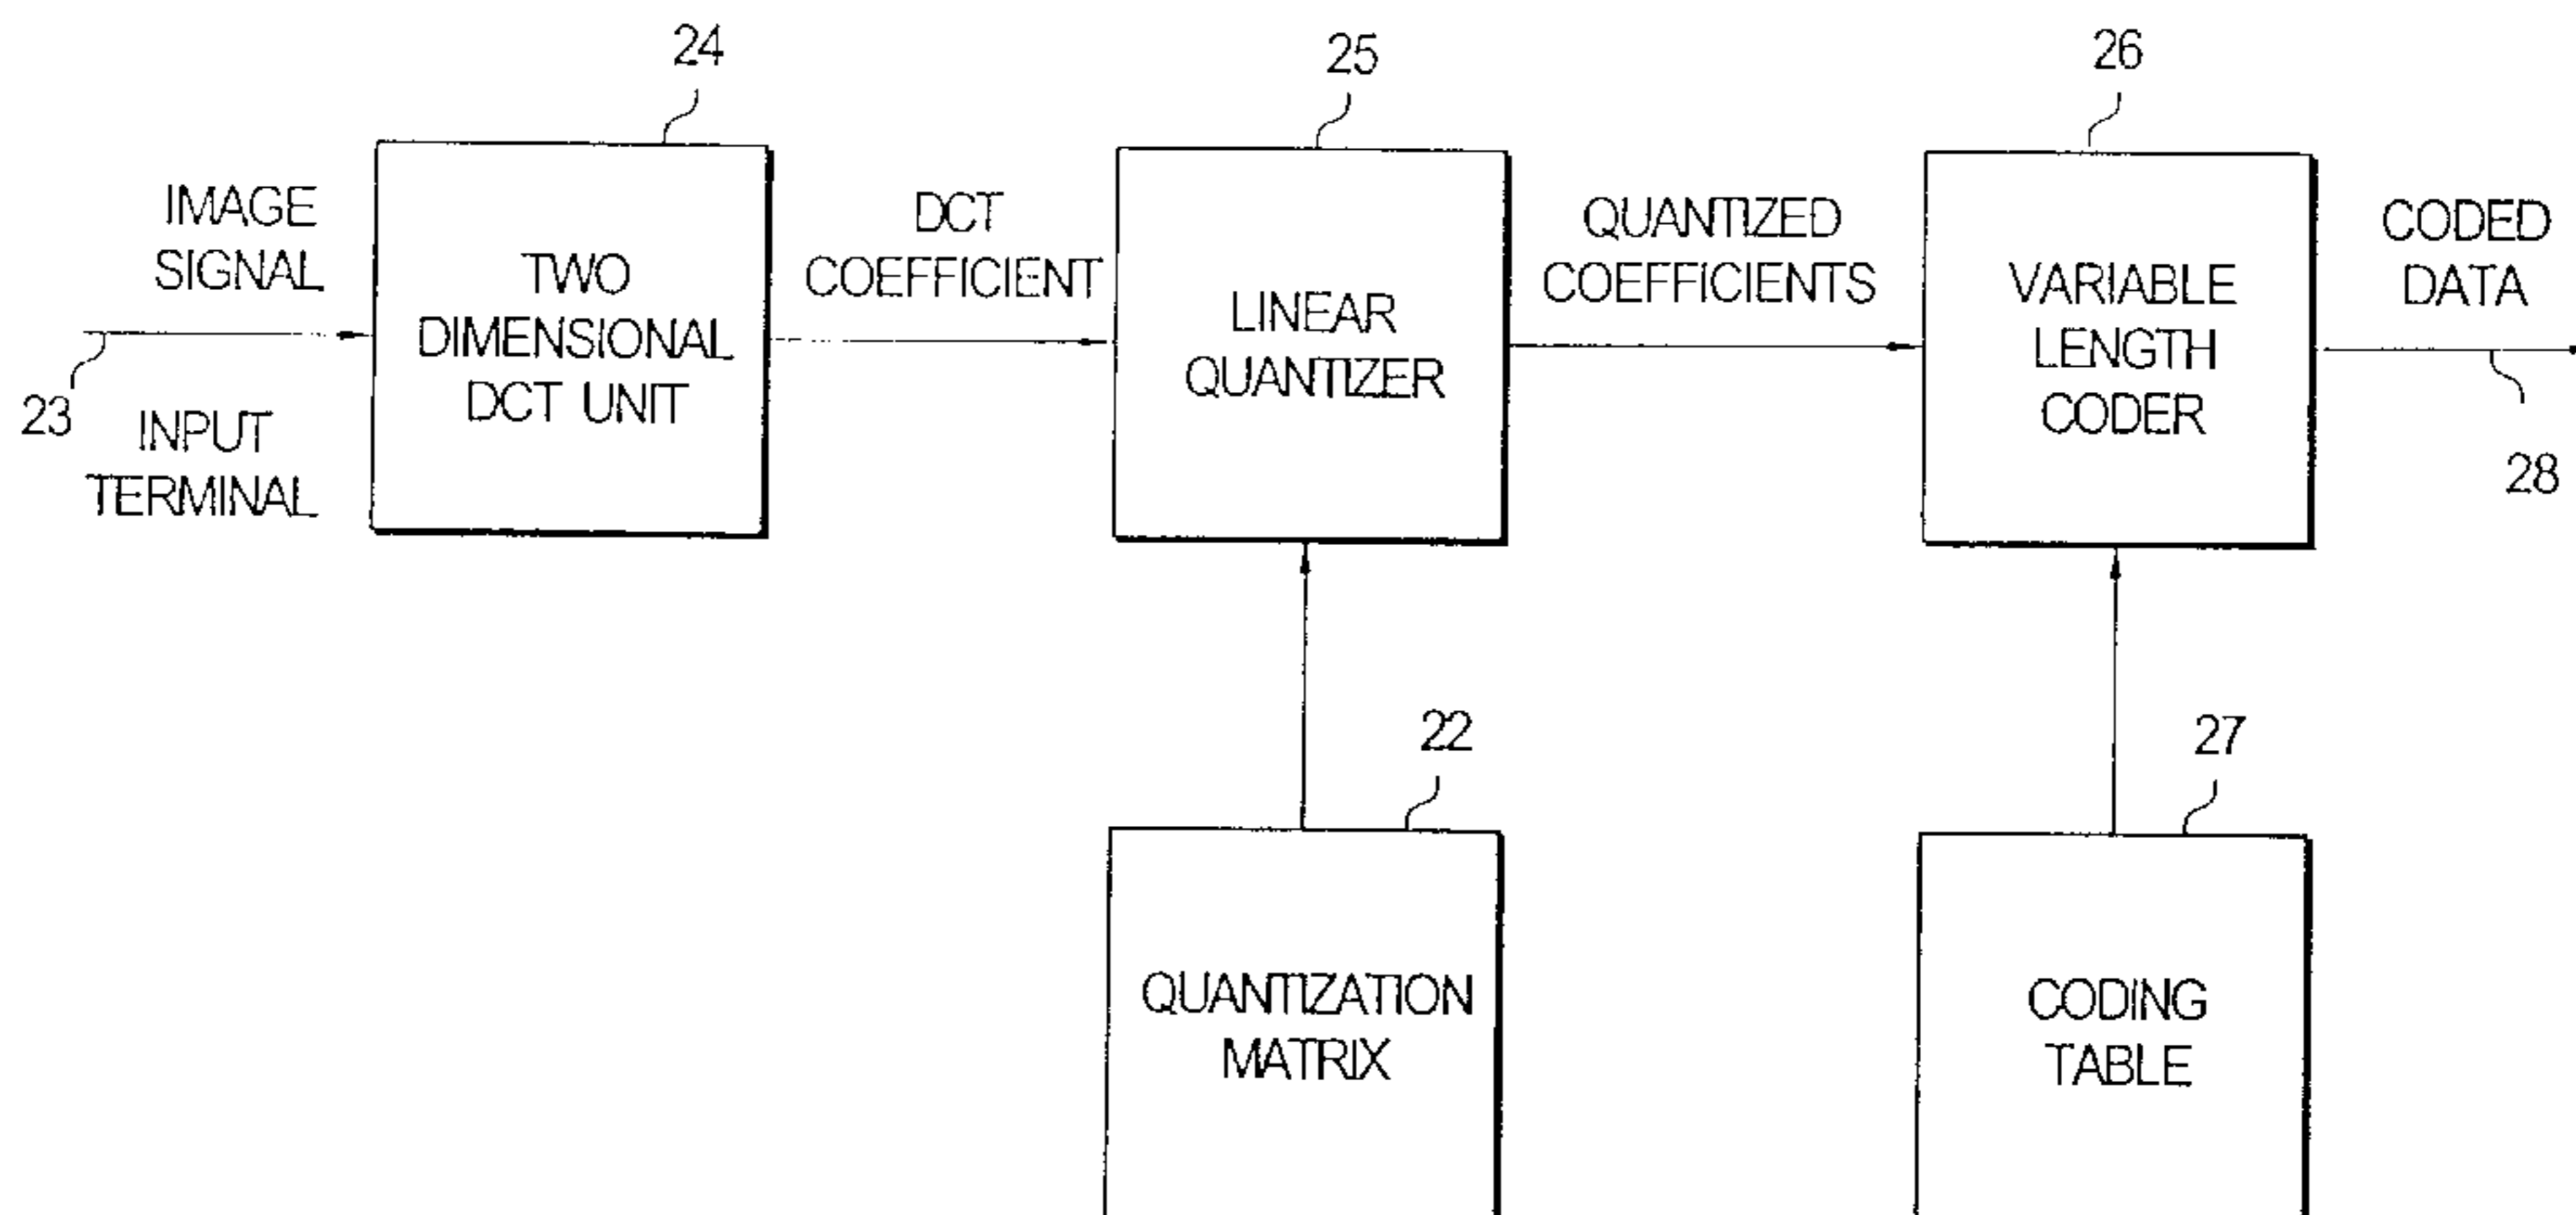 24
25
26
IMAGE
SIGNAL
TWO
DIMENSIONAL
DCT UNIT
DCT
COEFFICIENT
LINEAR
QUANTIZER
QUANTIZED
COEFFICIENTS
VARIABLE
LENGTH
CODER
CODED
DATA
23
INPUT
TERMINAL
28
22
27
QUANTIZATION
MATRIX
CODING
TABLE